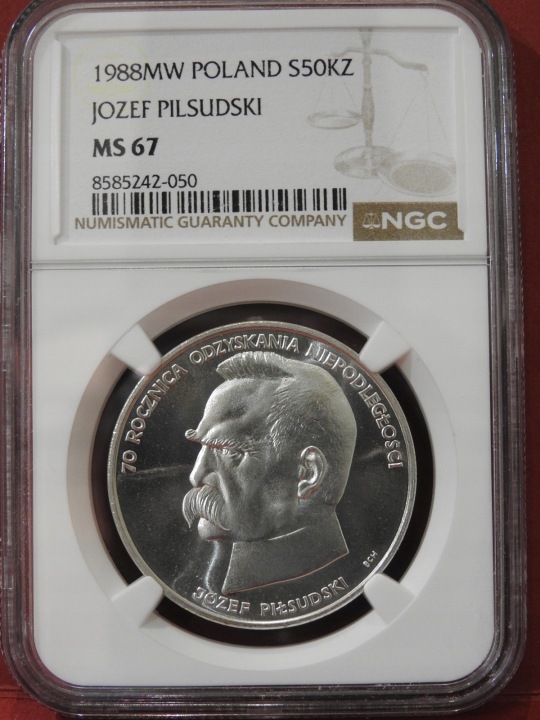 1988MW POLAND S50KZ
JOZEF PILSUDSKI
MS 67
8585242-050
NUMISMATIC GUARANTY COMPANY
NGC
70 ROCZNICA ODZYSKANIA NIEPODLEGŁOŚCI
BCH
JÓZEF PIŁSUDSKI